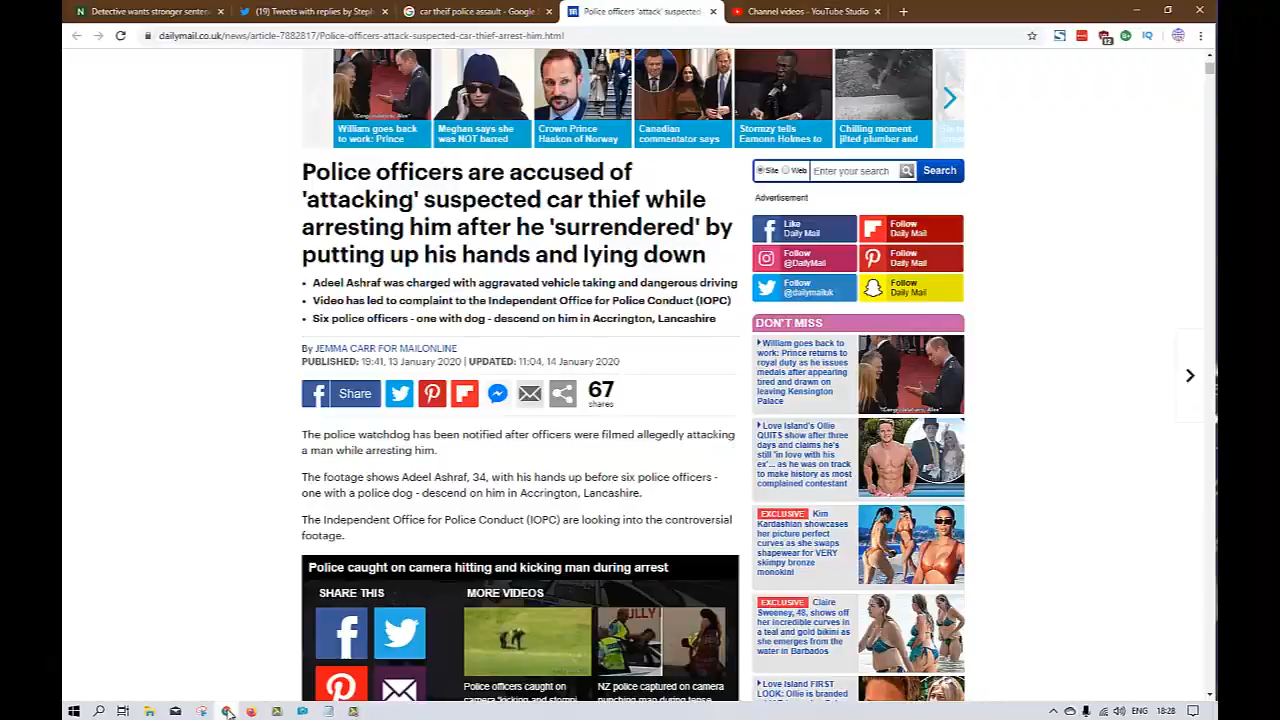 Detective wants stronger senten
(19) Tweets with replies by Steph
car theif police assault - Google
Police officers 'attack' suspected
Channel videos - YouTube Studio
dailymail.co.uk/news/article-7882817/Police-officers-attack-suspected-car-thief-arrest-him.html
12
William goes back
to work: Prince
Meghan says she
was NOT barred
Crown Prince
Haakon of Norway
Canadian
commentator says
Stormzy tells
Eamonn Holmes to
Chilling moment
jilted plumber and
Police officers are accused of
'attacking' suspected car thief while
arresting him after he 'surrendered' by
putting up his hands and lying down
Adeel Ashraf was charged with aggravated vehicle taking and dangerous driving
Video has led to complaint to the Independent Office for Police Conduct (IOPC)
Six police officers - one with dog - descend on him in Accrington, Lancashire
By JEMMA CARR FOR MAILONLINE
PUBLISHED: 19:41, 13 January 2020 | UPDATED: 11:04, 14 January 2020
Share
67
shares
The police watchdog has been notified after officers were filmed allegedly attacking
a man while arresting him.
The footage shows Adeel Ashraf, 34, with his hands up before six police officers -
one with a police dog - descend on him in Accrington, Lancashire.
The Independent Office for Police Conduct (IOPC) are looking into the controversial
footage.
Police caught on camera hitting and kicking man during arrest
SHARE THIS
MORE VIDEOS
Police officers caught on
NZ police captured on camera
Site Web Enter your search Search
Advertisement
Like
Daily Mail
Follow
Daily Mail
Follow
@DailyMail
Follow
Daily Mail
Follow
@dailymailuk
Follow
Daily Mail
DON'T MISS
William goes back to
work: Prince returns to
royal duty as he issues
medals after appearing
tired and drawn on
leaving Kensington
Palace
"Congratulations, Alex"
Love Island's Ollie
QUITS show after three
days and claims he's
still 'in love with his
ex'... as he was on track
to make history as most
complained contestant
EXCLUSIVE Kim
Kardashian showcases
her picture perfect
curves as she swaps
shapewear for VERY
skimpy bronze
monokini
EXCLUSIVE Claire
Sweeney, 48, shows off
her incredible curves in
a teal and gold bikini as
she emerges from the
water in Barbados
Love Island FIRST
LOOK: Ollie is branded
ENG 18:28